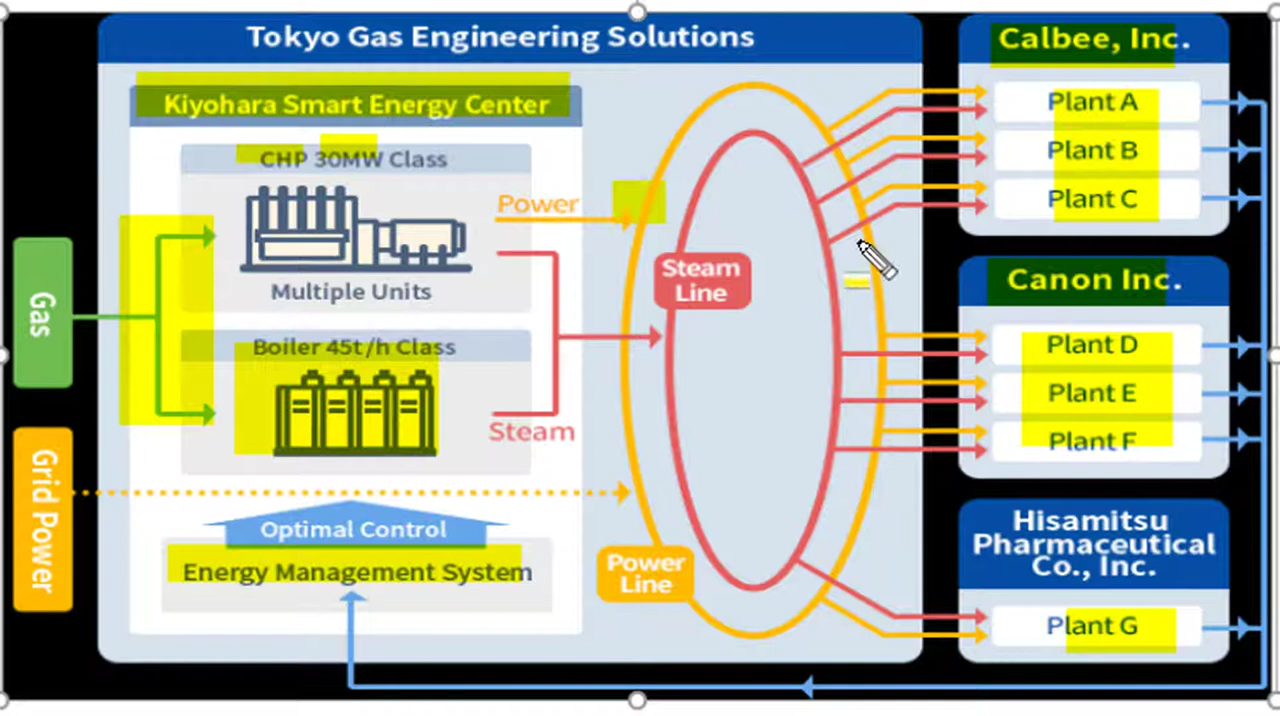 Tokyo Gas Engineering Solutions
Kiyohara Smart Energy Center
CHP 30MW Class
Multiple Units
Boiler 45t/h Class
Power
Steam
Gas
Grid Power
Optimal Control
Energy Management System
Steam
Line
Power
Line
Calbee, Inc.
Plant A
Plant B
Plant C
Canon Inc.
Plant D
Plant E
Plant F
Hisamitsu
Pharmaceutical
Co., Inc.
Plant G